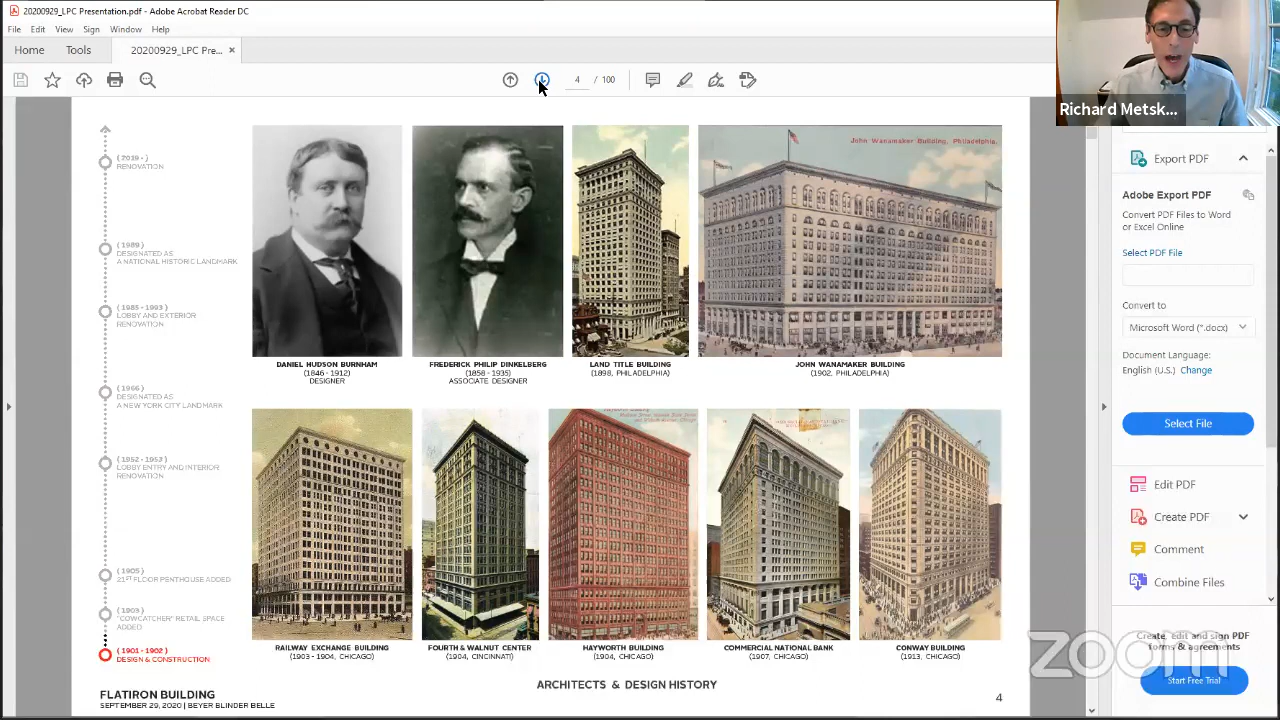 20200929_LPC Presentation.pdf - Adobe Acrobat Reader DC
File Edit View Sign Window Help
Home Tools 20200929_LPC Pre... ×
4 / 100
Richard Metsk...
( 2019 - )
RENOVATION
( 1989 )
DESIGNATED AS
A NATIONAL HISTORIC LANDMARK
( 1985 - 1993 )
LOBBY AND EXTERIOR
RENOVATION
( 1966 )
DESIGNATED AS
A NEW YORK CITY LANDMARK
( 1952 - 1953 )
LOBBY ENTRY AND INTERIOR
RENOVATION
( 1905 )
21ST FLOOR PENTHOUSE ADDED
( 1903 )
"COWCATCHER" RETAIL SPACE
ADDED
( 1901 - 1902 )
DESIGN & CONSTRUCTION
John Wanamaker Building, Philadelphia.
DANIEL HUDSON BURNHAM
(1846 - 1912)
DESIGNER
FREDERICK PHILIP DINKELBERG
(1858 - 1935)
ASSOCIATE DESIGNER
LAND TITLE BUILDING
(1898, PHILADELPHIA)
JOHN WANAMAKER BUILDING
(1902, PHILADELPHIA)
RAILWAY EXCHANGE BUILDING
(1903 - 1904, CHICAGO)
FOURTH & WALNUT CENTER
(1904, CINCINNATI)
HAYWORTH BUILDING
(1904, CHICAGO)
COMMERCIAL NATIONAL BANK
(1907, CHICAGO)
CONWAY BUILDING
(1913, CHICAGO)
ARCHITECTS & DESIGN HISTORY
FLATIRON BUILDING
SEPTEMBER 29, 2020 | BEYER BLINDER BELLE
4
Export PDF
Adobe Export PDF
Convert PDF Files to Word
or Excel Online
Select PDF File
Convert to
Microsoft Word (*.docx)
Document Language:
English (U.S.) Change
Select File
Edit PDF
Create PDF
Comment
Combine Files
Create, edit and sign PDF
forms & agreements
Start Free Trial
zoom